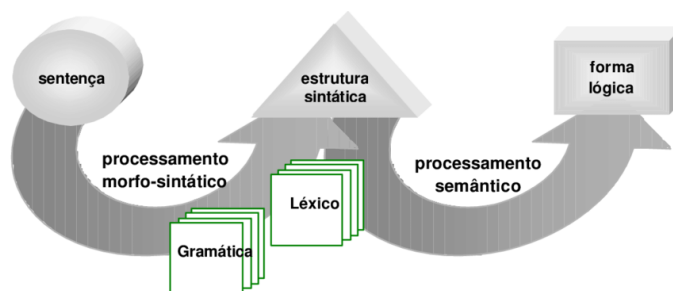 sentença
estrutura
sintática
forma
lógica
processamento
morfo-sintático
processamento
semântico
Léxico
Gramática